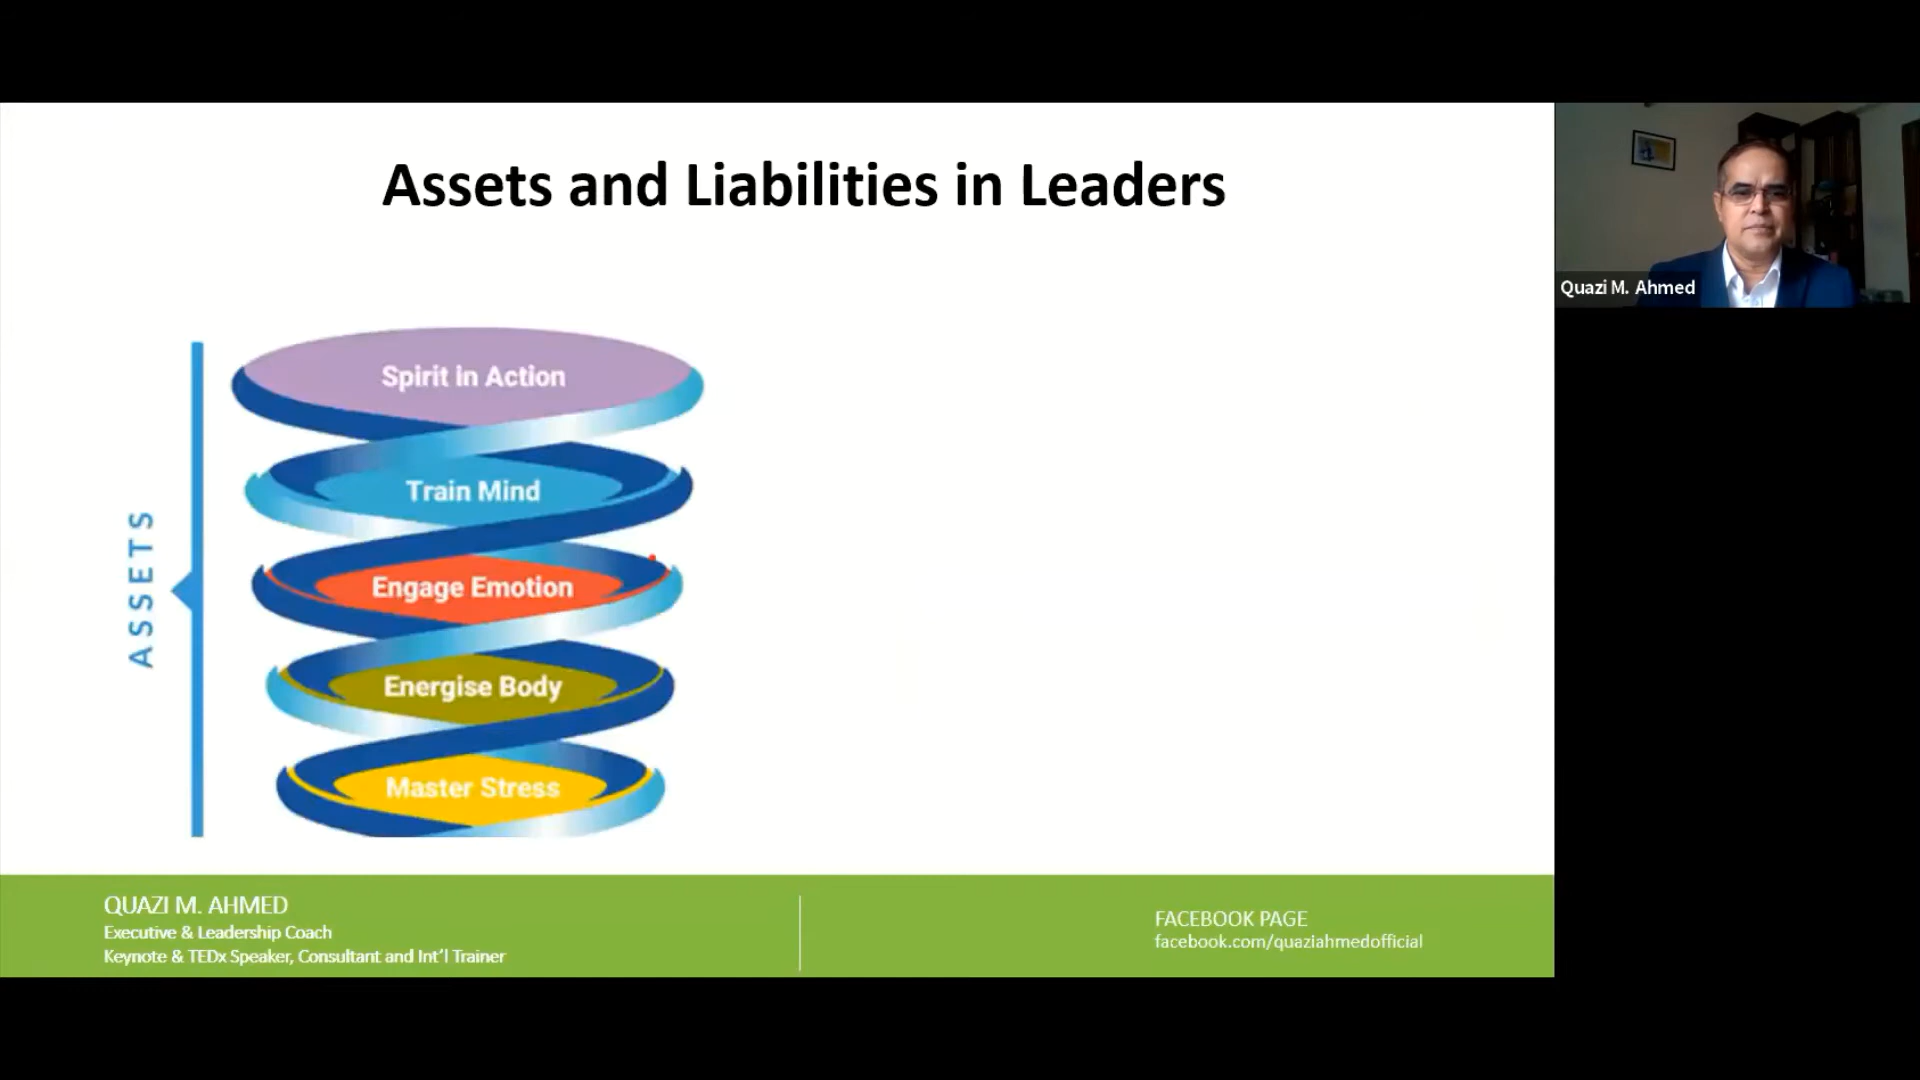 Assets and Liabilities in Leaders
Quazi M. Ahmed
ASSETS
Spirit in Action
Train Mind
Engage Emotion
Energise Body
Master Stress
QUAZI M. AHMED
Executive & Leadership Coach
Keynote & TEDx Speaker, Consultant and Int'l Trainer
FACEBOOK PAGE
facebook.com/quaziahmedofficial